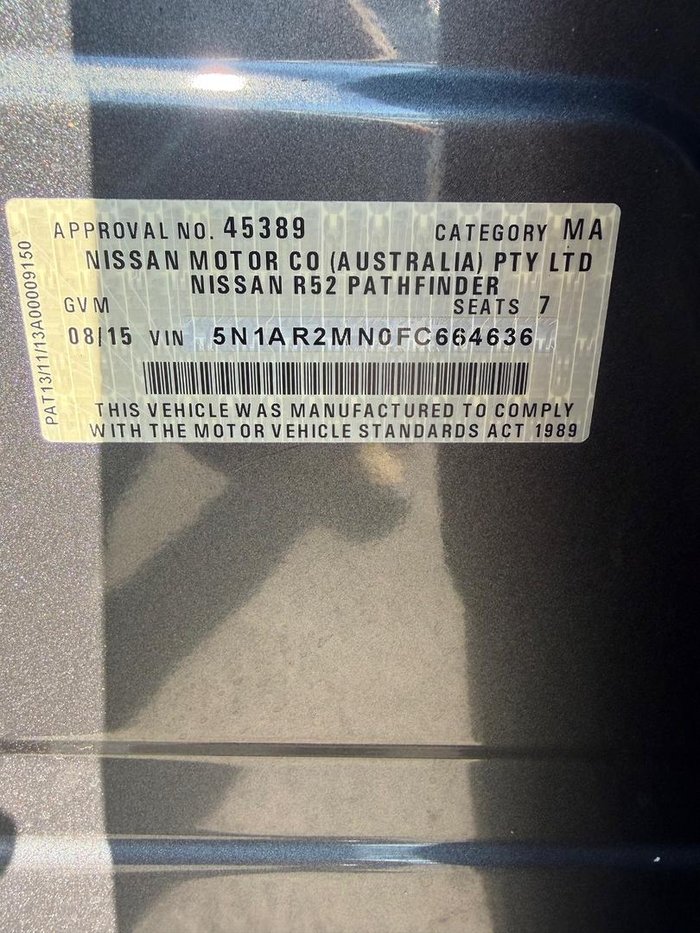 APPROVAL NO. 45389 CATEGORY MA
NISSAN MOTOR CO (AUSTRALIA) PTY LTD
NISSAN R52 PATHFINDER
GVM SEATS 7
08/15 VIN 5N1AR2MN0FC664636
THIS VEHICLE WAS MANUFACTURED TO COMPLY
WITH THE MOTOR VEHICLE STANDARDS ACT 1989
PAT13/11/13A00009150